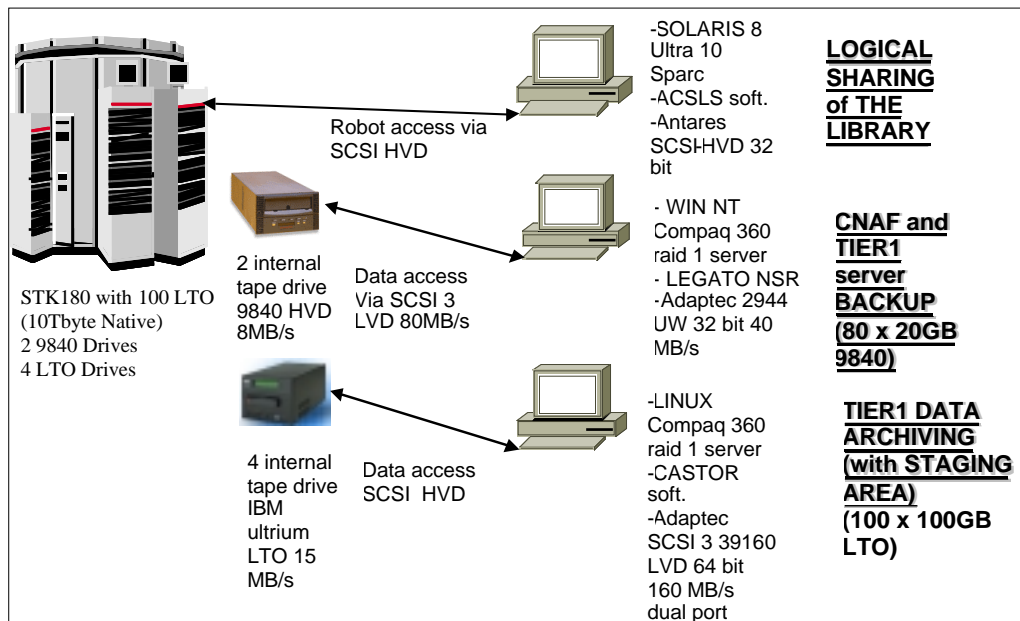 -SOLARIS 8
Ultra 10
Sparc
-ACSLS soft.
-Antares
SCSI-HVD 32
bit
LOGICAL
SHARING
of THE
LIBRARY
Robot access via
SCSI HVD
- WIN NT
Compaq 360
raid 1 server
- LEGATO NSR
-Adaptec 2944
UW 32 bit 40
MB/s
CNAF and
TIER1
server
BACKUP
(80 x 20GB
9840)
2 internal
tape drive
9840 HVD
8MB/s
Data access
Via SCSI 3
LVD 80MB/s
STK180 with 100 LTO
(10Tbyte Native)
2 9840 Drives
4 LTO Drives
-LINUX
Compaq 360
raid 1 server
-CASTOR
soft.
-Adaptec
SCSI 3 39160
LVD 64 bit
160 MB/s
dual port
TIER1 DATA
ARCHIVING
(with STAGING
AREA)
(100 x 100GB
LTO)
4 internal
tape drive
IBM
ultrium
LTO 15
MB/s
Data access
SCSI HVD